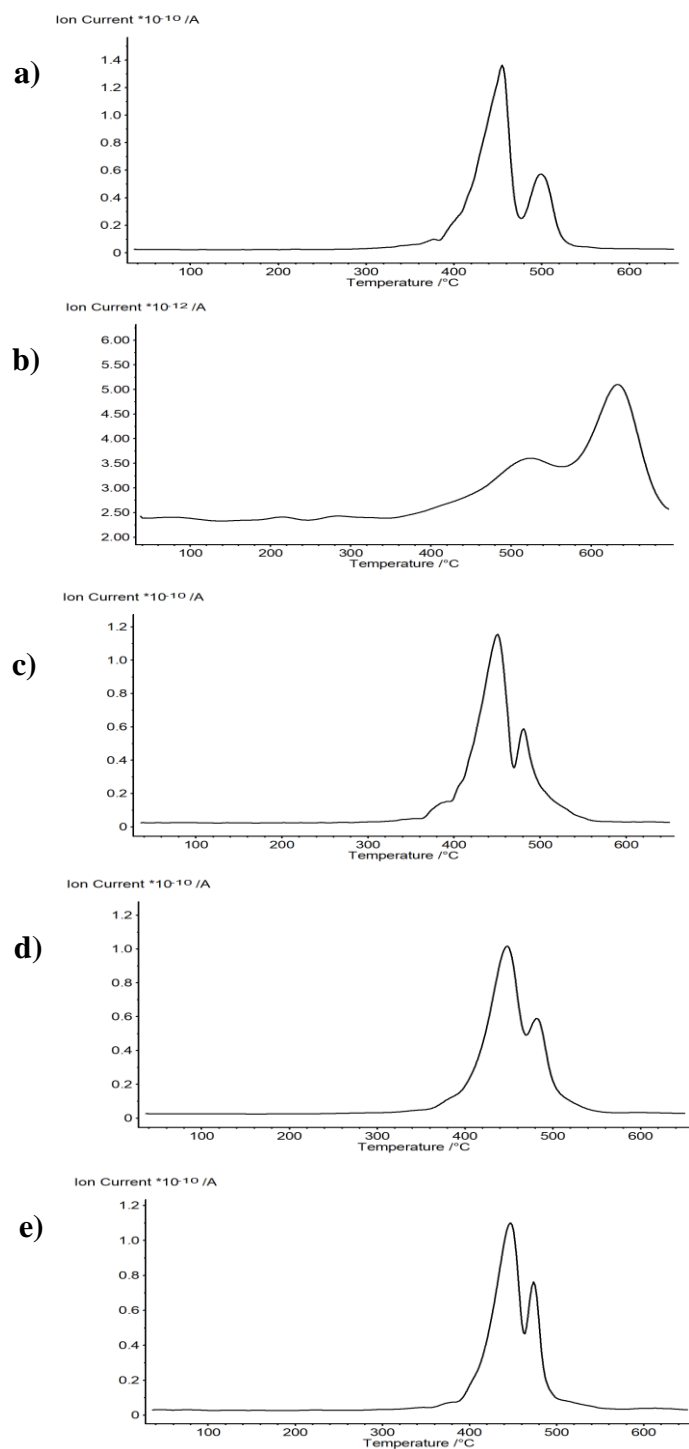 Ion Current *10-10 /A
a)
1.4
1.2
1.0
0.8
0.6
0.4
0.2
0
100 200 300 400 500 600
Temperature /°C
Ion Current *10-12 /A
b)
6.00
5.50
5.00
4.50
4.00
3.50
3.00
2.50
2.00
100 200 300 400 500 600
Temperature /°C
Ion Current *10-10 /A
c)
1.2
1.0
0.8
0.6
0.4
0.2
0
100 200 300 400 500 600
Temperature /°C
Ion Current *10-10 /A
d)
1.2
1.0
0.8
0.6
0.4
0.2
0
100 200 300 400 500 600
Temperature /°C
Ion Current *10-10 /A
e)
1.2
1.0
0.8
0.6
0.4
0.2
0
100 200 300 400 500 600
Temperature /°C